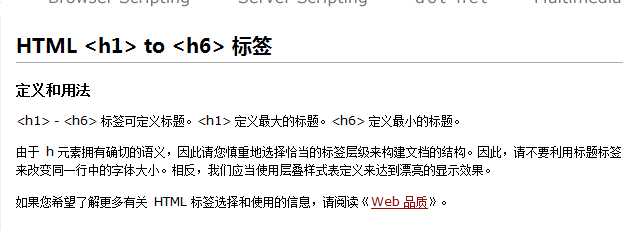 Browser Scripting Server Scripting dot net Multimedia
HTML <h1> to <h6> 标签
定义和用法
<h1> - <h6> 标签可定义标题。<h1> 定义最大的标题。<h6> 定义最小的标题。
由于 h 元素拥有确切的语义，因此请您慎重地选择恰当的标签层级来构建文档的结构。因此，请不要利用标题标签
来改变同一行中的字体大小。相反，我们应当使用层叠样式表定义来达到漂亮的显示效果。
如果您希望了解更多有关 HTML 标签选择和使用的信息，请阅读《Web 品质》。